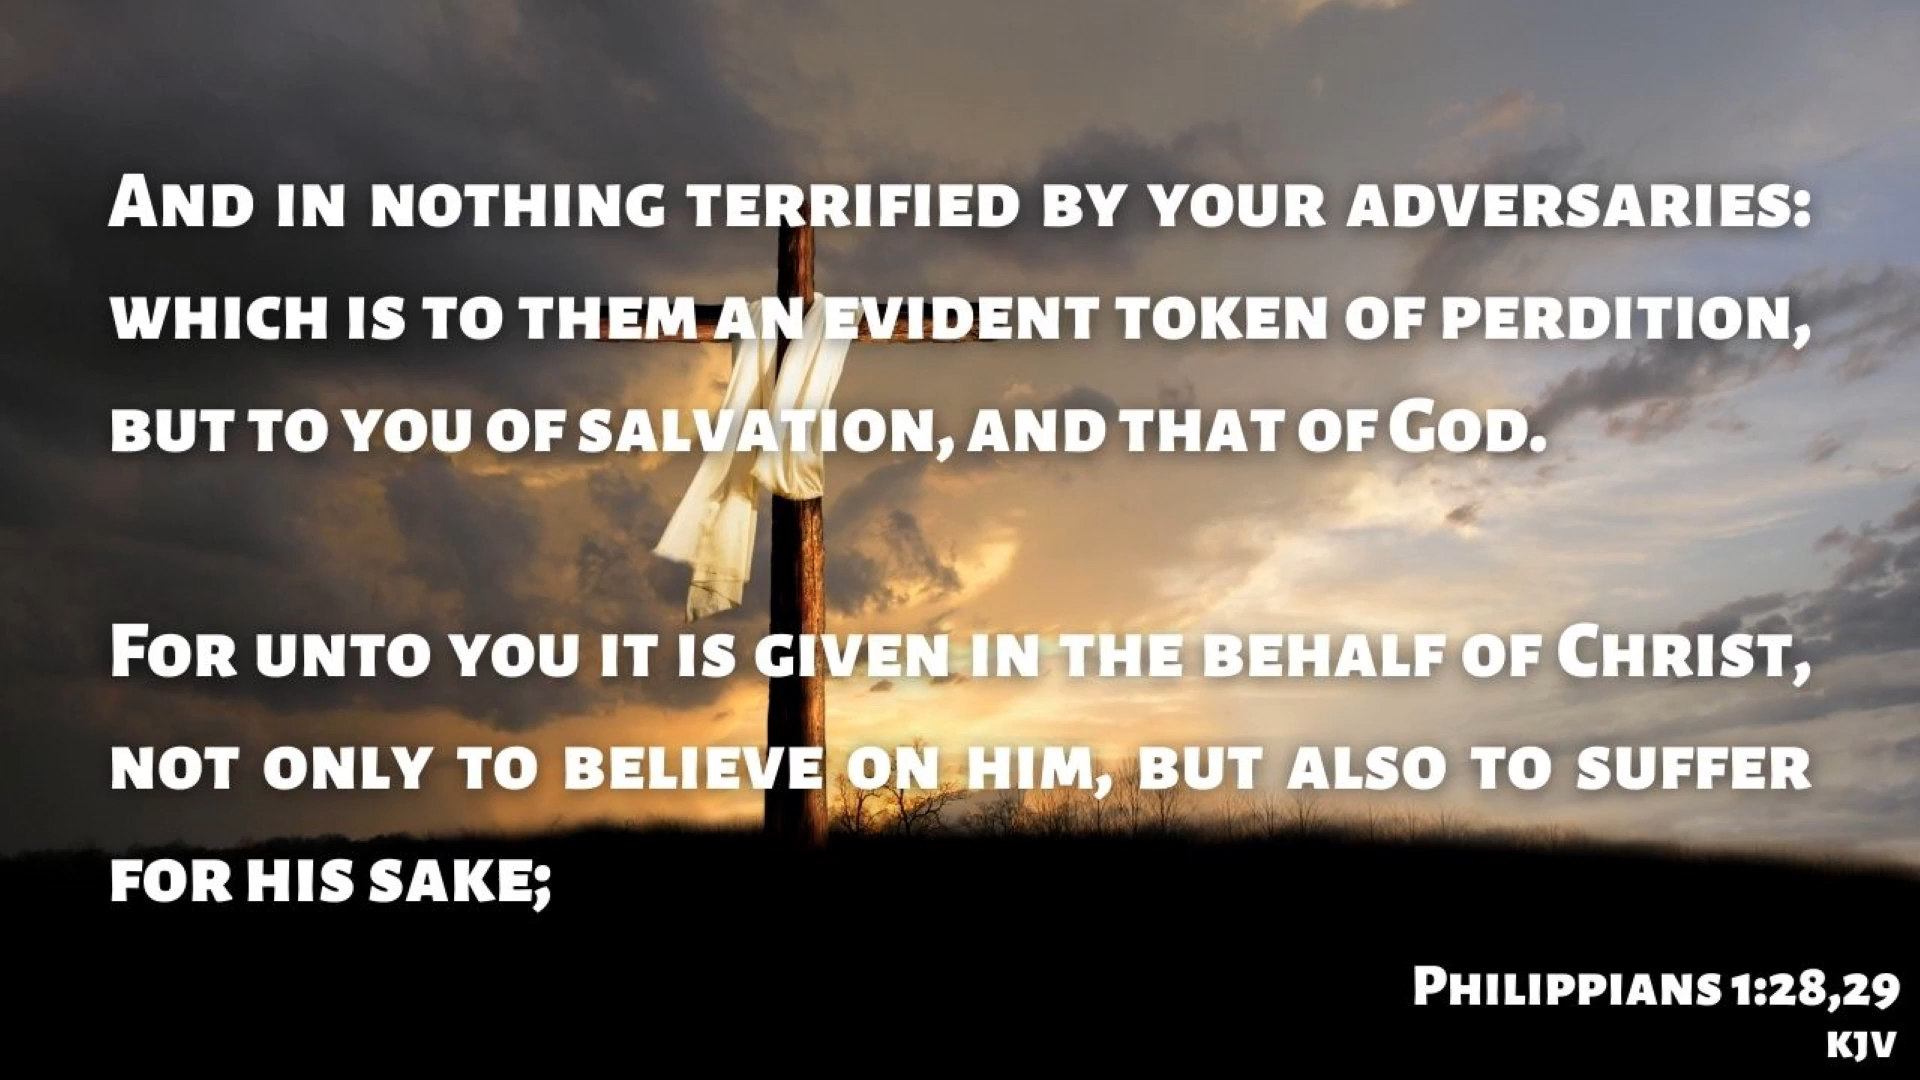 And in nothing terrified by your adversaries:
which is to them an evident token of perdition,
but to you of salvation, and that of God.
For unto you it is given in the behalf of Christ,
not only to believe on him, but also to suffer
for his sake;
Philippians 1:28,29
KJV